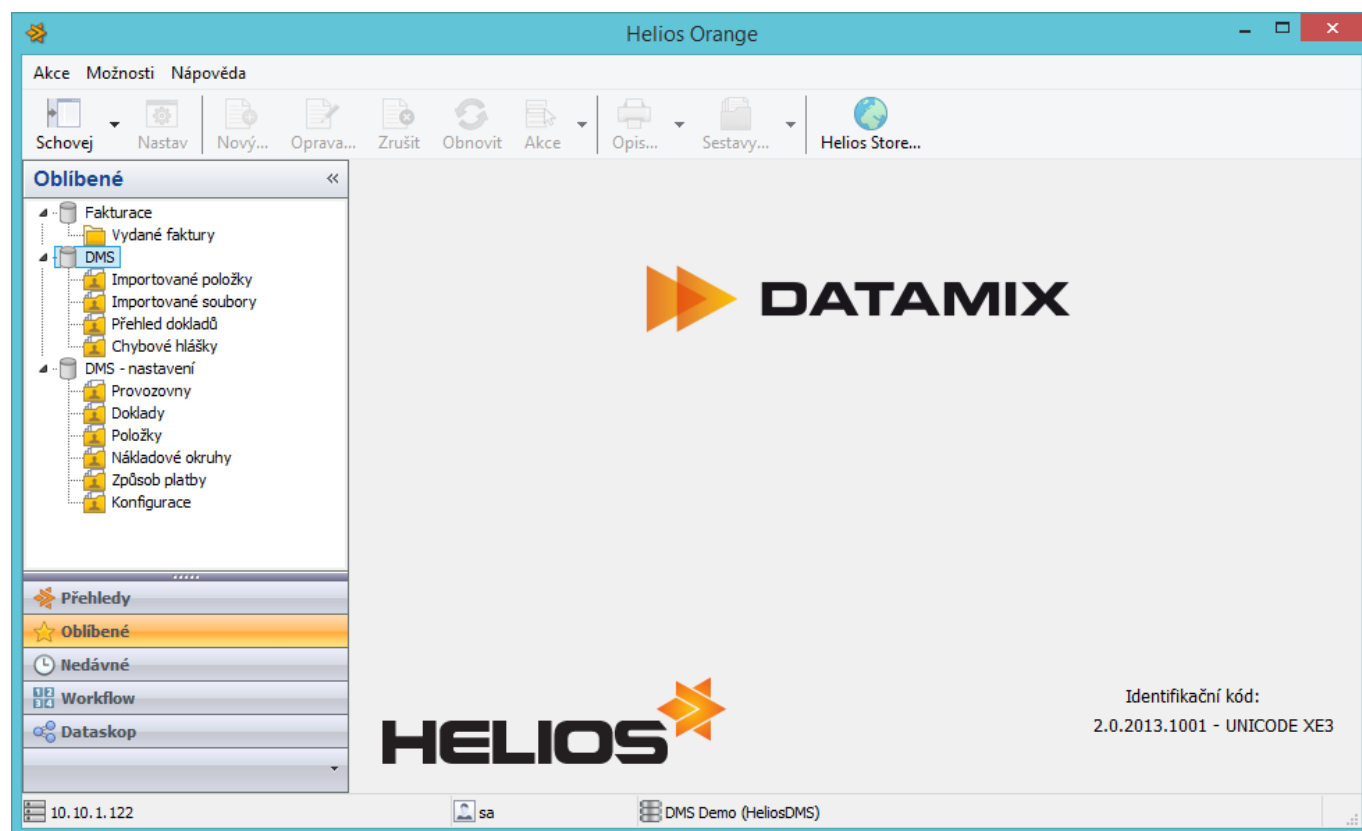 Helios Orange
Akce Možnosti Nápověda
Schovej Nastav Nový... Oprava... Zrušit Obnovit Akce Opis... Sestavy... Helios Store...
Oblíbené
Fakturace
Vydané faktury
DMS
Importované položky
Importované soubory
Přehled dokladů
Chybové hlášky
DMS - nastavení
Provozovny
Doklady
Položky
Nákladové okruhy
Způsob platby
Konfigurace
DATAMIX
Přehledy
Oblíbené
Nedávné
Workflow
Dataskop
HELIOS
Identifikační kód:
2.0.2013.1001 - UNICODE XE3
10.10.1.122 sa DMS Demo (HeliosDMS)